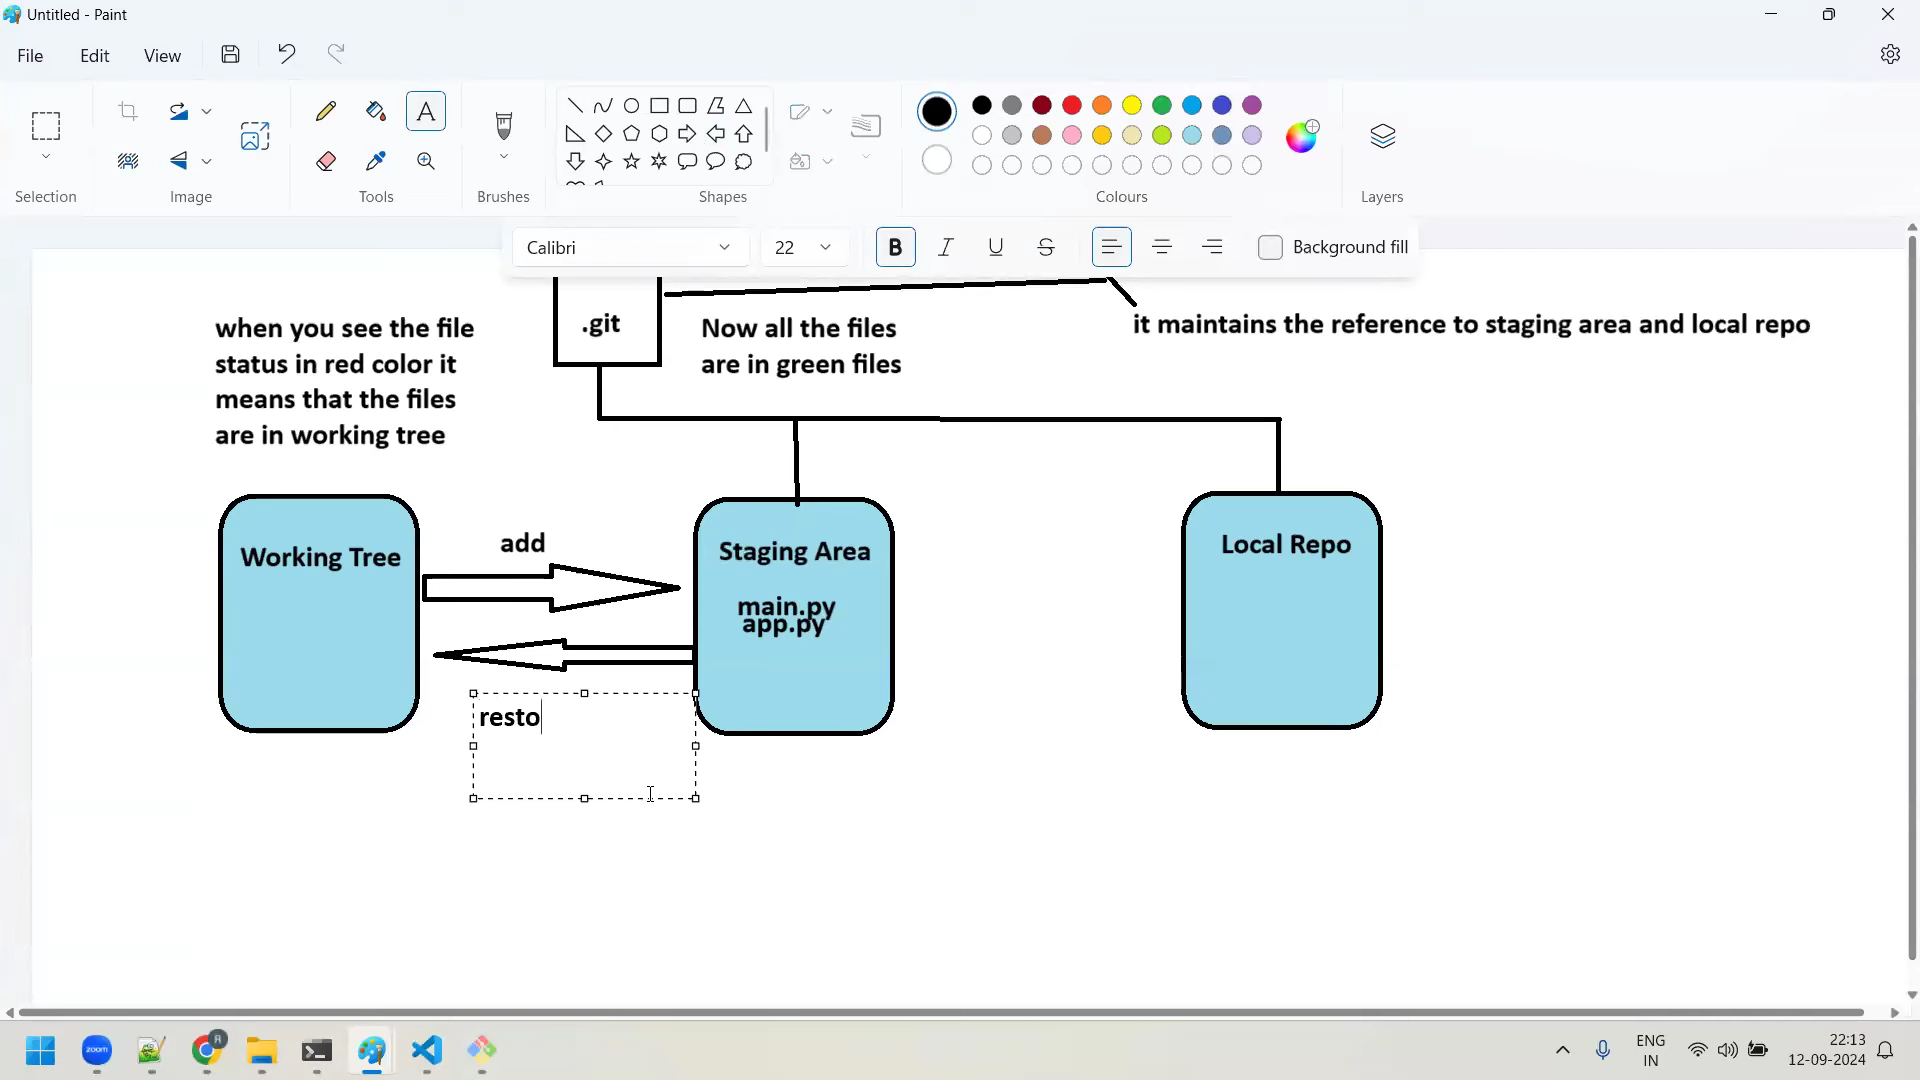 Untitled - Paint
File Edit View
Selection Image Tools Brushes Shapes Colours Layers
Calibri 22 B I U S A Background fill
.git
when you see the file
status in red color it
means that the files
are in working tree
Now all the files
are in green files
it maintains the reference to staging area and local repo
Working Tree
add
Staging Area
main.py
app.py
Local Repo
resto
zoom
R
ENG
IN
22:13
12-09-2024